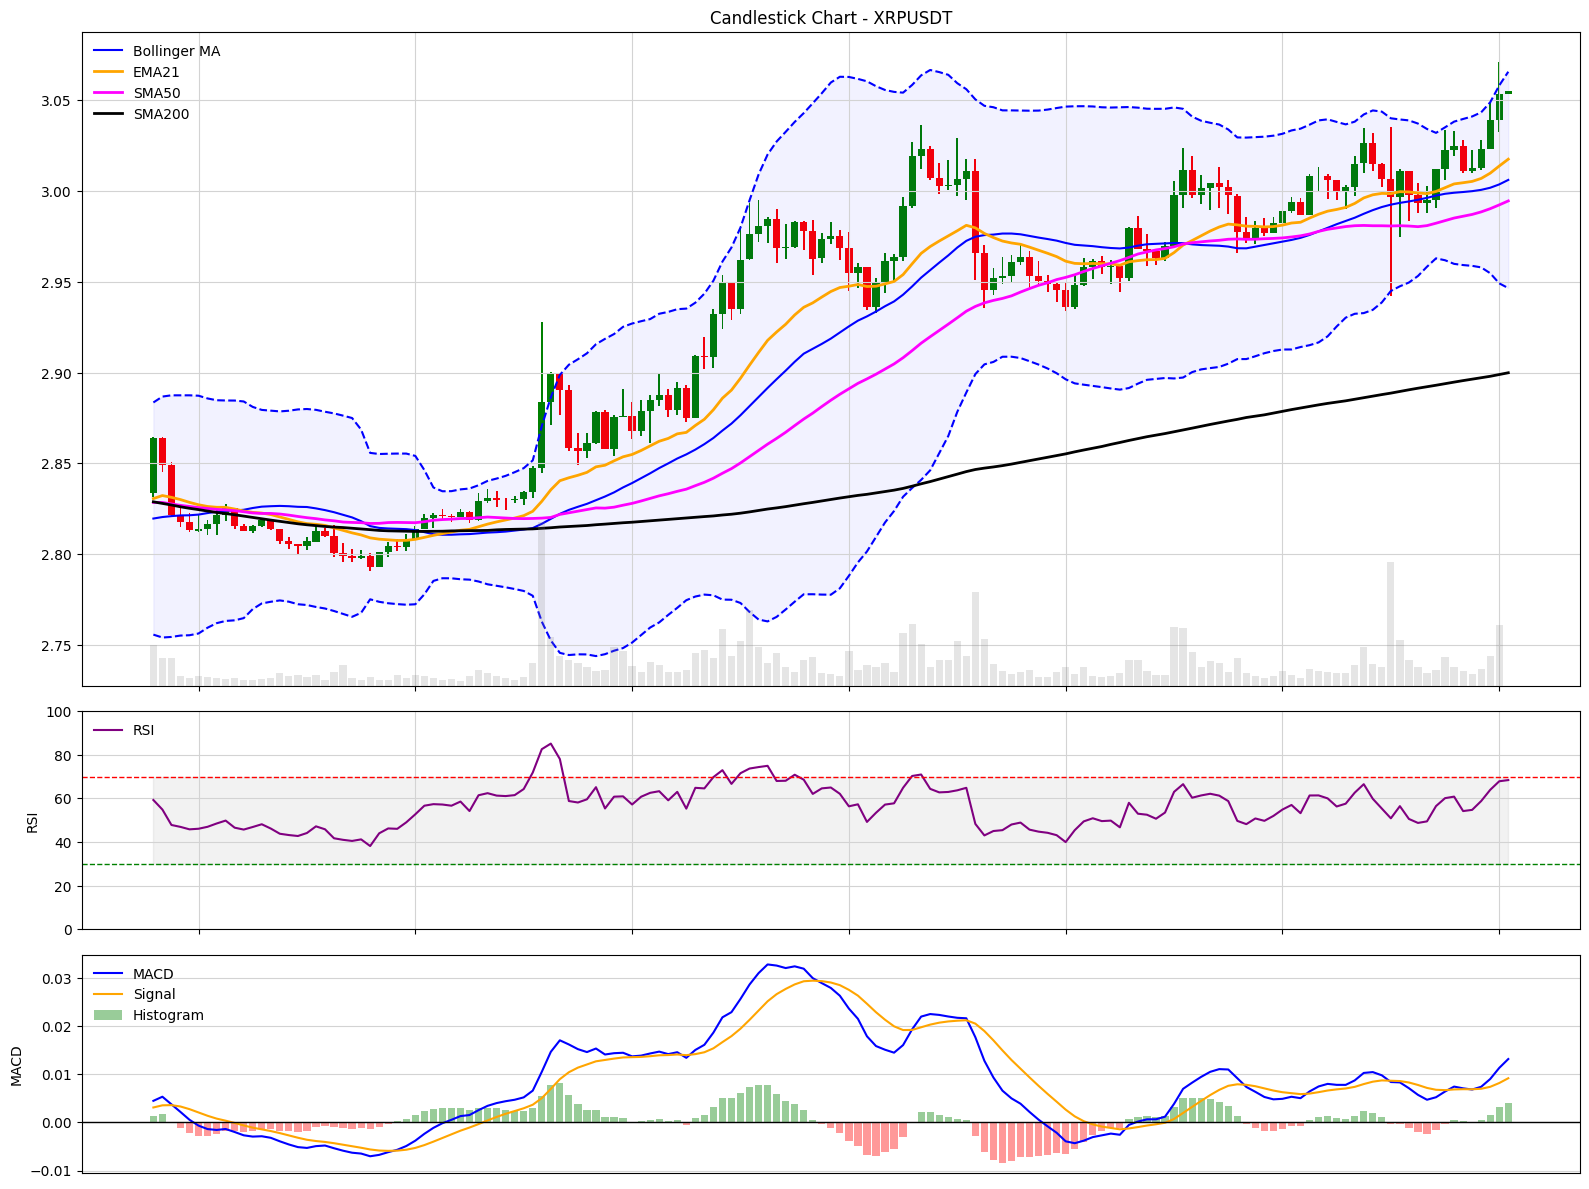 Candlestick Chart - XRPUSDT
Bollinger MA
EMA21
SMA50
SMA200
3.05
3.00
2.95
2.90
2.85
2.80
2.75
RSI
RSI
100
80
60
40
20
0
MACD
Signal
Histogram
MACD
0.03
0.02
0.01
0.00
−0.01